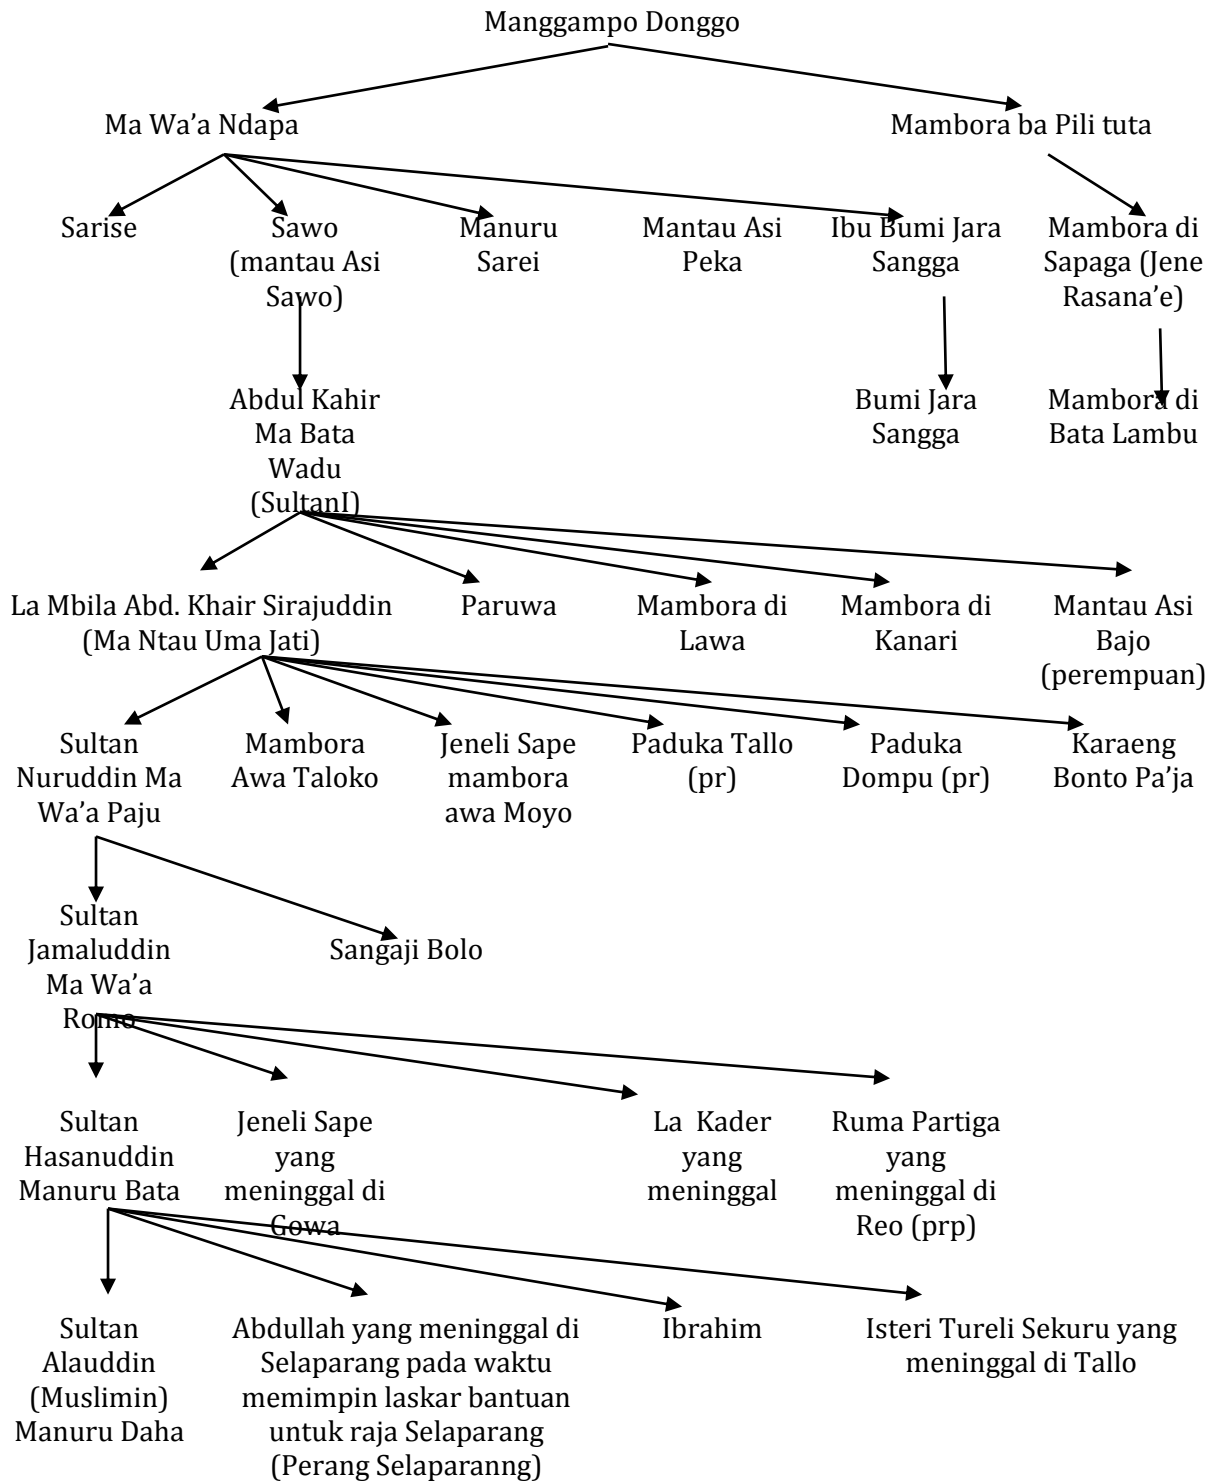 Manggampo Donggo
Ma Wa’a Ndapa
Mambora ba Pili tuta
Sarise
Sawo
(mantau Asi
Sawo)
Manuru
Sarei
Mantau Asi
Peka
Ibu Bumi Jara
Sangga
Mambora di
Sapaga (Jene
Rasana’e)
Abdul Kahir
Ma Bata
Wadu
(SultanI)
Bumi Jara
Sangga
Mambora di
Bata Lambu
La Mbila Abd. Khair Sirajuddin
(Ma Ntau Uma Jati)
Paruwa
Mambora di
Lawa
Mambora di
Kanari
Mantau Asi
Bajo
(perempuan)
Sultan
Nuruddin Ma
Wa’a Paju
Mambora
Awa Taloko
Jeneli Sape
mambora
awa Moyo
Paduka Tallo
(pr)
Paduka
Dompu (pr)
Karaeng
Bonto Pa’ja
Sultan
Jamaluddin
Ma Wa’a
Romo
Sangaji Bolo
Sultan
Hasanuddin
Manuru Bata
Jeneli Sape
yang
meninggal di
Gowa
La  Kader
yang
meninggal
Ruma Partiga
yang
meninggal di
Reo (prp)
Sultan
Alauddin
(Muslimin)
Manuru Daha
Abdullah yang meninggal di
Selaparang pada waktu
memimpin laskar bantuan
untuk raja Selaparang
(Perang Selaparanng)
Ibrahim
Isteri Tureli Sekuru yang
meninggal di Tallo